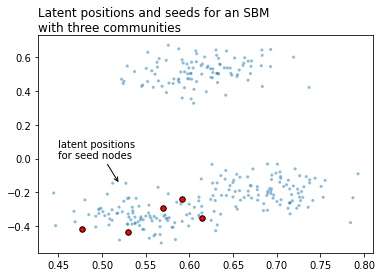 Latent positions and seeds for an SBM
with three communities
0.6
0.4
0.2
0.0
−0.2
−0.4
latent positions
for seed nodes
0.45 0.50 0.55 0.60 0.65 0.70 0.75 0.80